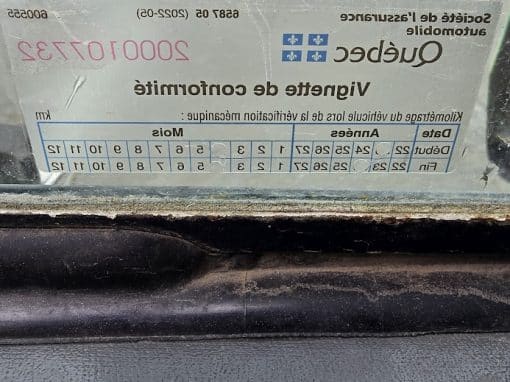 Société de l'assurance
automobile
6587 05 (2022-05)
600555
Québec
2000107732
Vignette de conformité
Kilométrage du véhicule lors de la vérification mécanique : km
Date Années Mois
Début 22 24 25 26 27 1 2 3 5 6 7 8 9 10 11 12
Fin 22 23 25 26 27 1 2 3 5 6 7 8 9 10 11 12